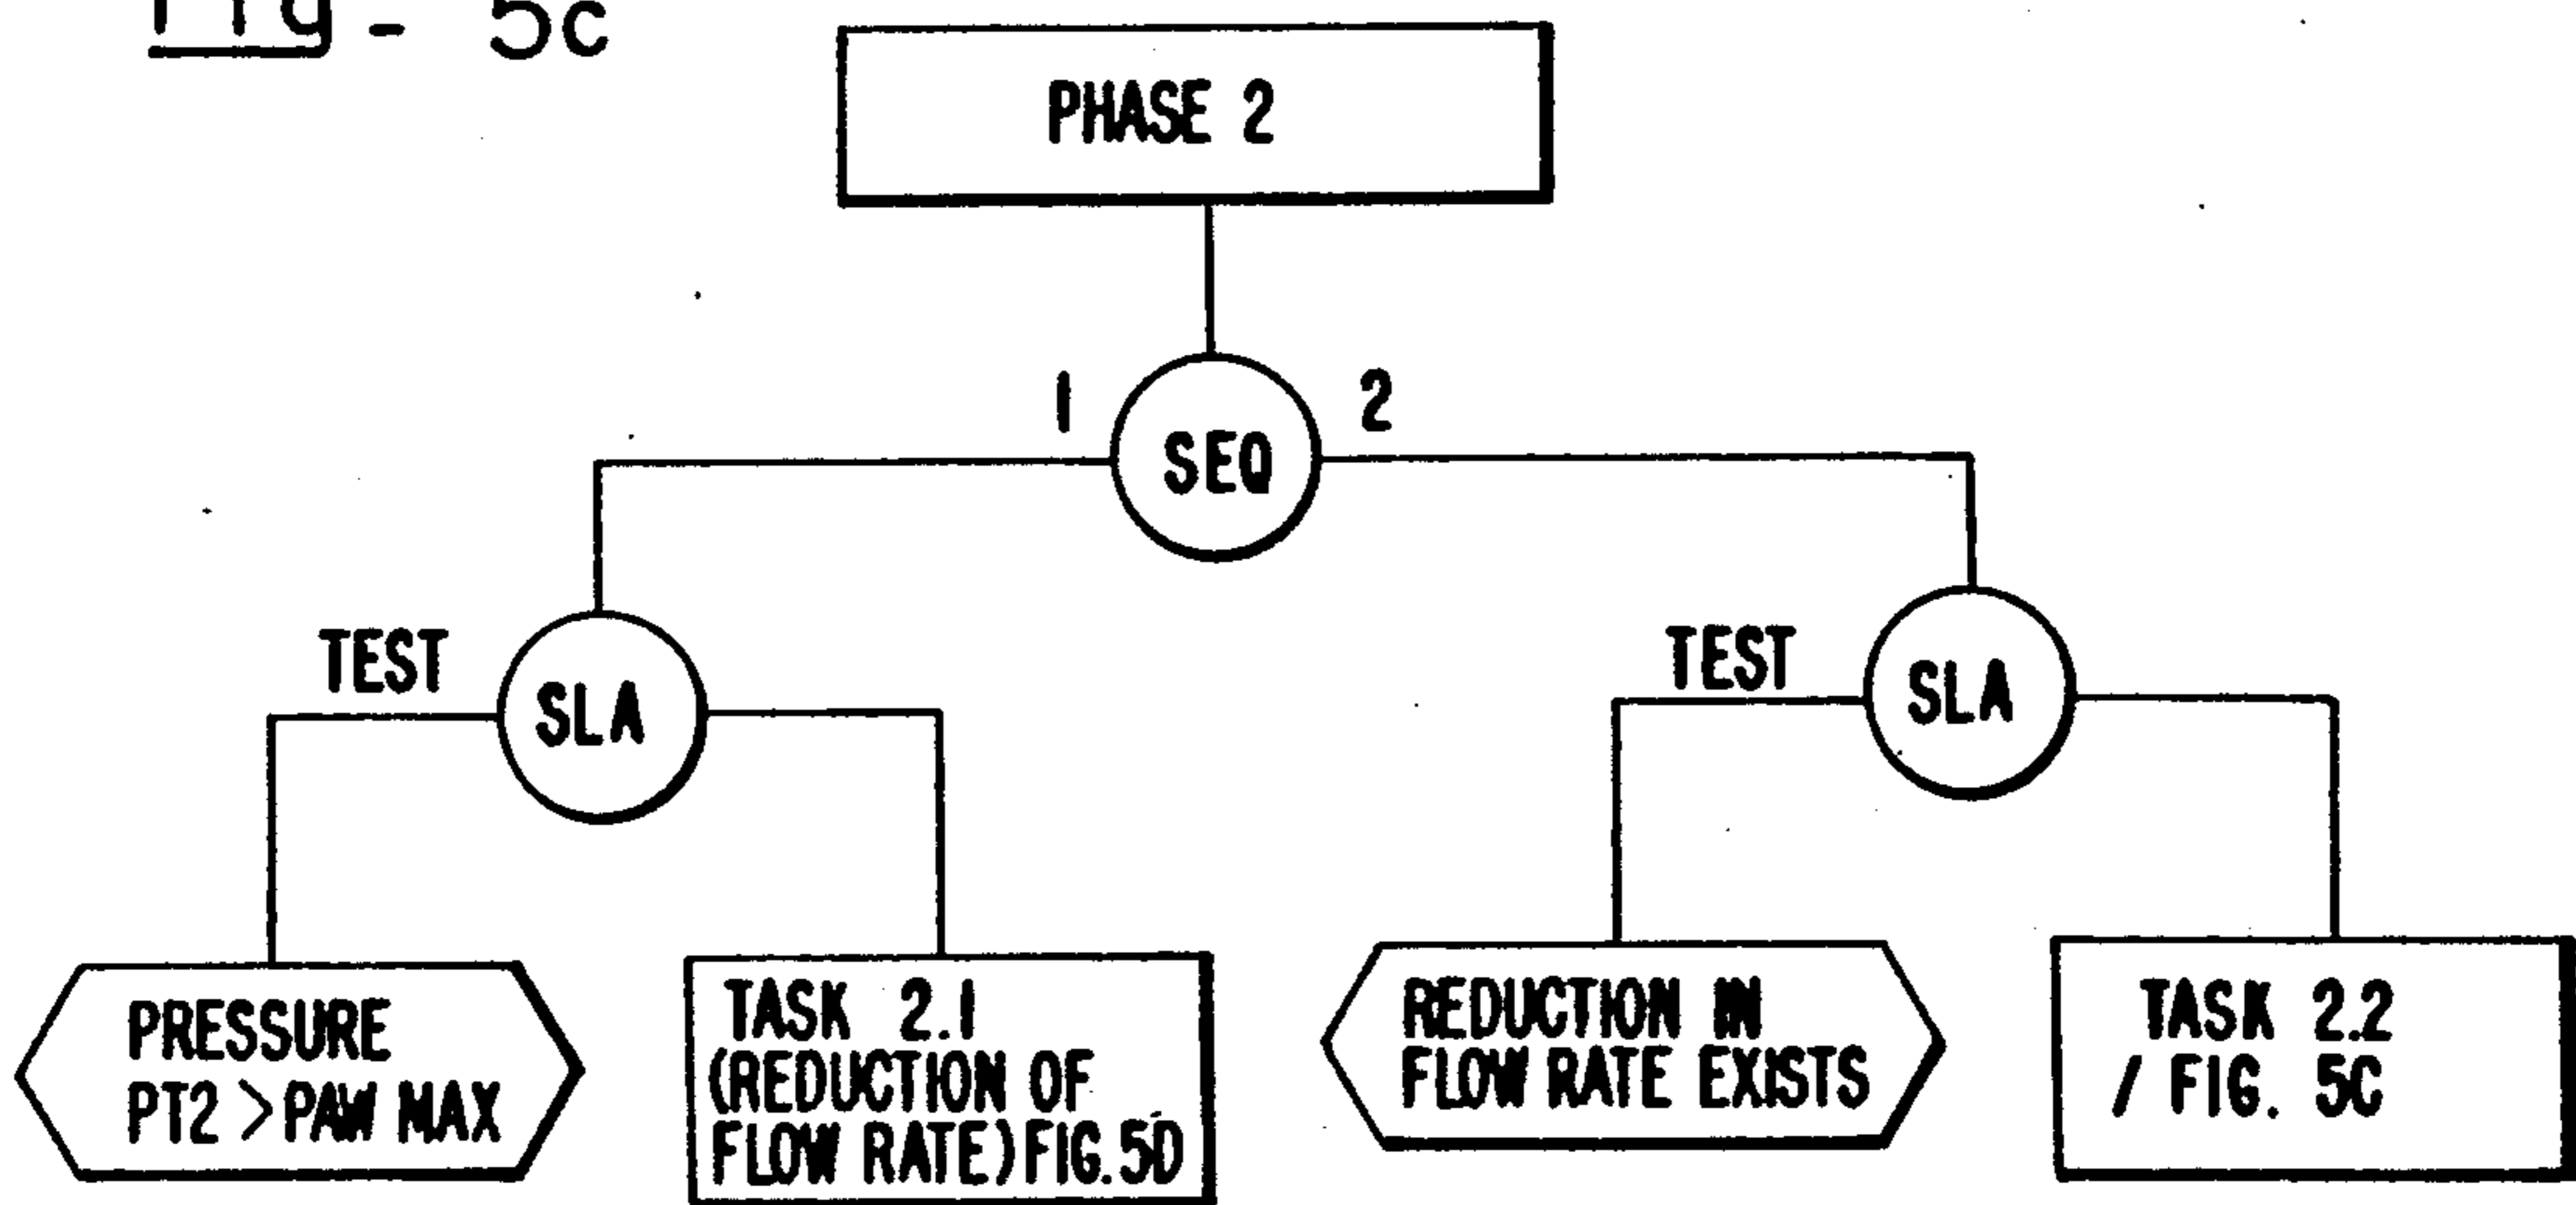 Fig - 5c
PHASE 2
1
SEQ
2
TEST
SLA
TEST
SLA
PRESSURE
PT2 >PAW MAX
TASK 2.1
(REDUCTION OF
FLOW RATE) FIG. 5D
REDUCTION IN
FLOW RATE EXISTS
TASK 2.2
/ FIG. 5C